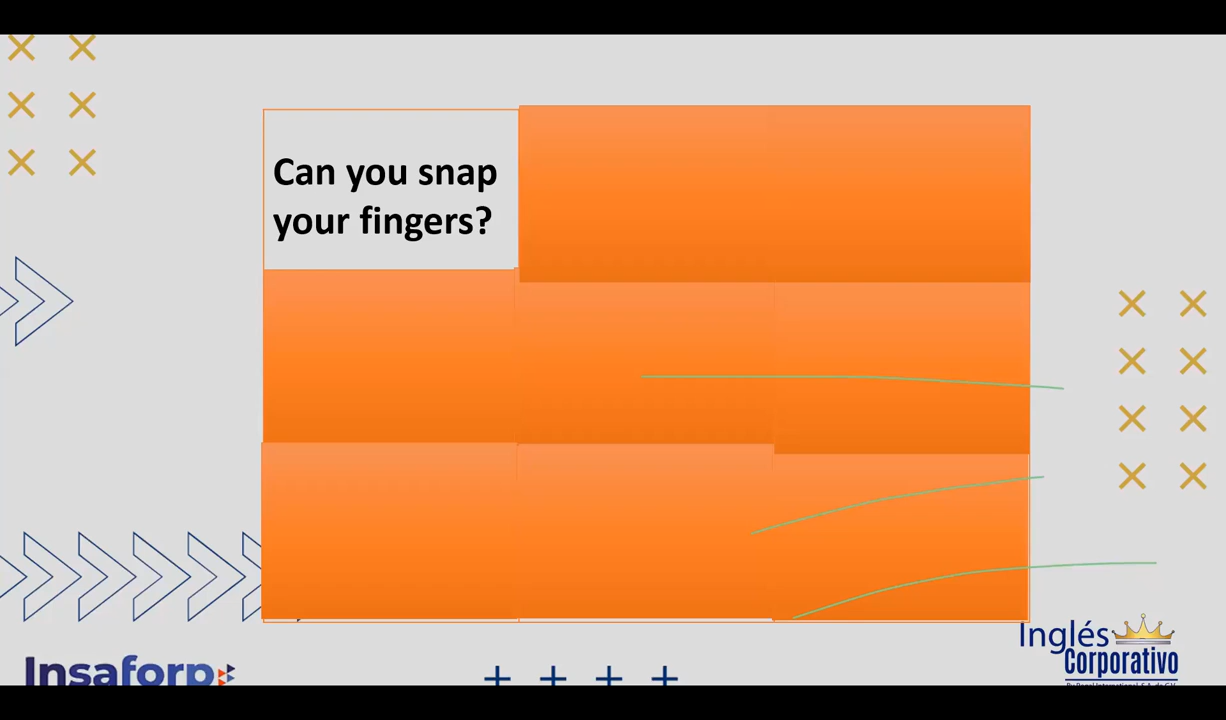 Can you snap
your fingers?
Inglés
Corporativo
Insaforp